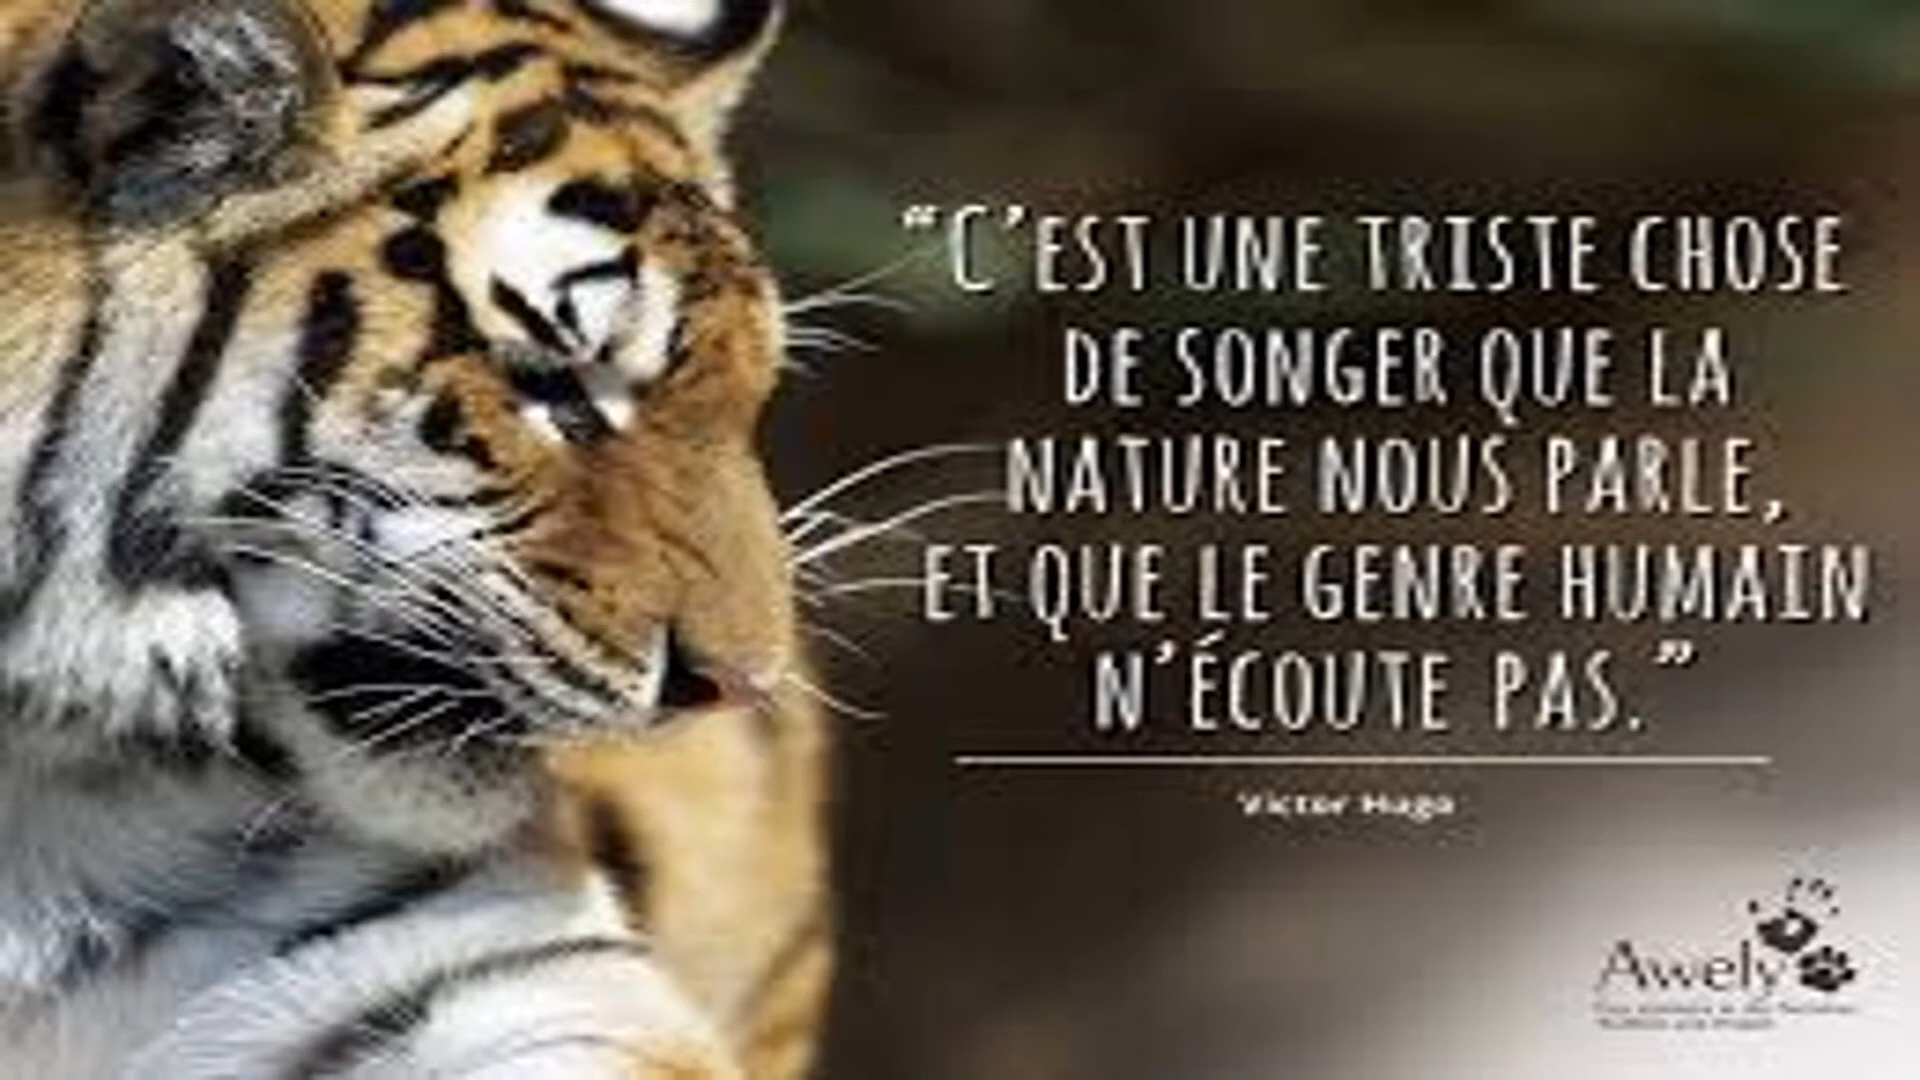 “C’EST UNE TRISTE CHOSE
DE SONGER QUE LA
NATURE NOUS PARLE,
ET QUE LE GENRE HUMAIN
N’ÉCOUTE PAS.”
Victor Hugo
Awely